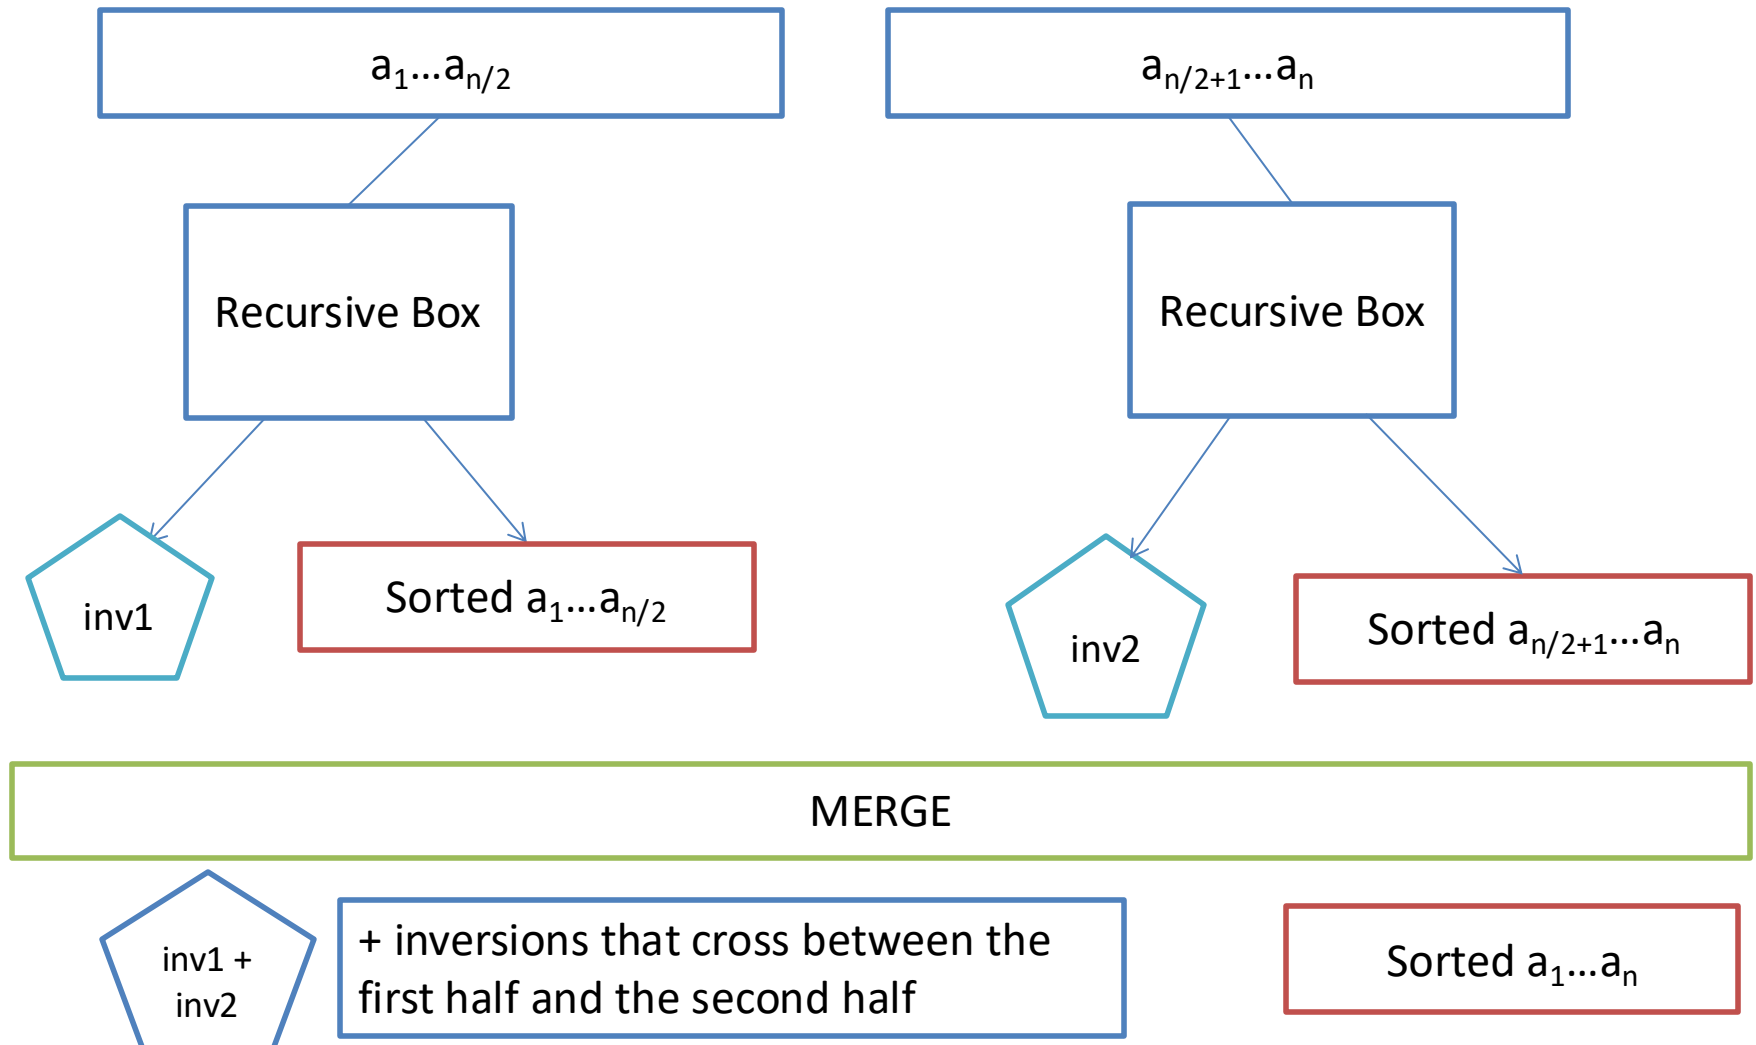 a₁...aₙ/₂
aₙ/₂₊₁...aₙ
Recursive Box
Recursive Box
inv1
Sorted a₁...aₙ/₂
inv2
Sorted aₙ/₂₊₁...aₙ
MERGE
inv1 +
inv2
+ inversions that cross between the
first half and the second half
Sorted a₁...aₙ